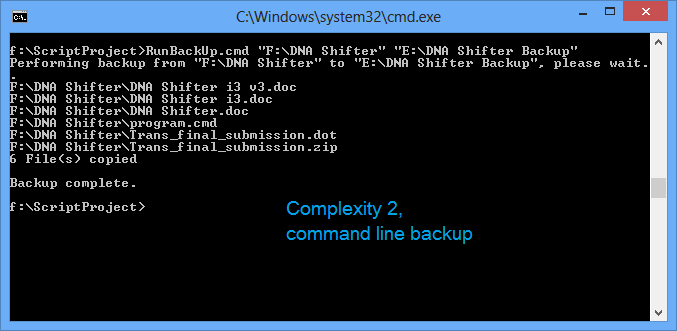 C:\Windows\system32\cmd.exe
f:\ScriptProject>RunBackUp.cmd "F:\DNA Shifter" "E:\DNA Shifter Backup"
Performing backup from "F:\DNA Shifter" to "E:\DNA Shifter Backup", please wait.
.
F:\DNA Shifter\DNA Shifter i3 v3.doc
F:\DNA Shifter\DNA Shifter i3.doc
F:\DNA Shifter\DNA Shifter.doc
F:\DNA Shifter\program.cmd
F:\DNA Shifter\Trans_final_submission.dot
F:\DNA Shifter\Trans_final_submission.zip
6 File(s) copied
Backup complete.
f:\ScriptProject>
Complexity 2,
command line backup